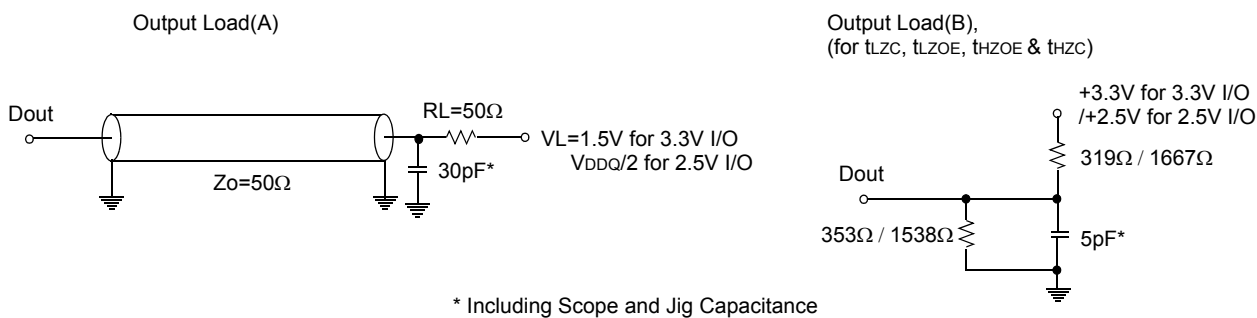 Output Load(A)
Dout
Zo=50Ω
RL=50Ω
30pF*
VL=1.5V for 3.3V I/O
VDDQ/2 for 2.5V I/O
Output Load(B),
(for tLZC, tLZOE, tHZOE & tHZC)
+3.3V for 3.3V I/O
/+2.5V for 2.5V I/O
319Ω / 1667Ω
Dout
353Ω / 1538Ω
5pF*
* Including Scope and Jig Capacitance